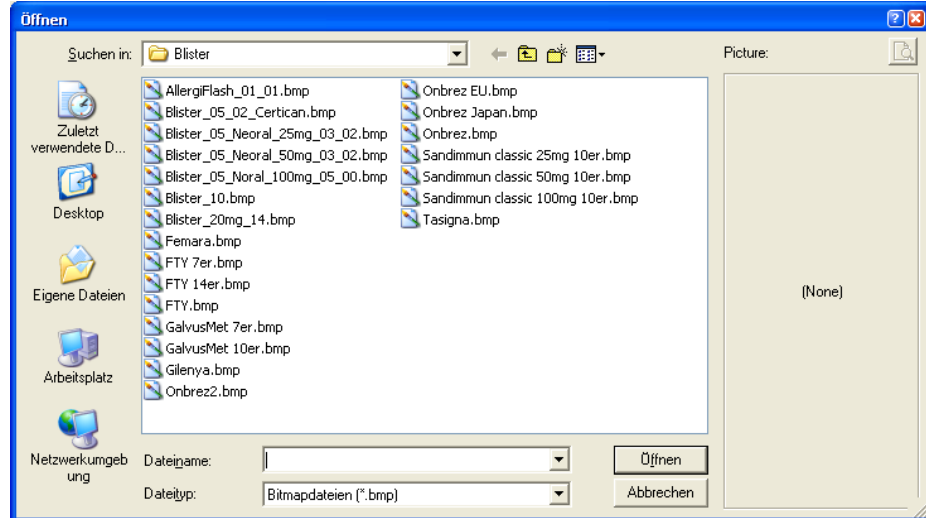 Öffnen
Suchen in:
Blister
Picture:
Zuletzt
verwendete D...
Desktop
Eigene Dateien
Arbeitsplatz
Netzwerkumgeb
ung
AllergiFlash_01_01.bmp
Blister_05_02_Certican.bmp
Blister_05_Neoral_25mg_03_02.bmp
Blister_05_Neoral_50mg_03_02.bmp
Blister_05_Noral_100mg_05_00.bmp
Blister_10.bmp
Blister_20mg_14.bmp
Femara.bmp
FTY 7er.bmp
FTY 14er.bmp
FTY.bmp
GalvusMet 7er.bmp
GalvusMet 10er.bmp
Gilenya.bmp
Onbrez2.bmp
Onbrez EU.bmp
Onbrez Japan.bmp
Onbrez.bmp
Sandimmun classic 25mg 10er.bmp
Sandimmun classic 50mg 10er.bmp
Sandimmun classic 100mg 10er.bmp
Tasigna.bmp
(None)
Dateiname:
Öffnen
Dateityp:
Bitmapdateien (*.bmp)
Abbrechen